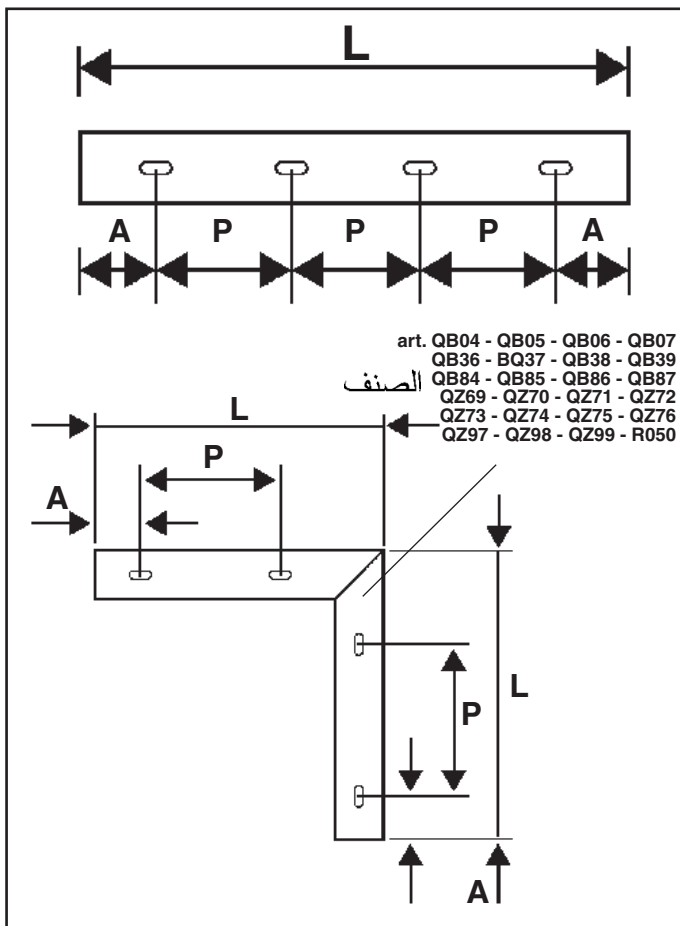 L
A P P P A
art. QB04 - QB05 - QB06 - QB07
QB36 - BQ37 - QB38 - QB39
الصنف QB84 - QB85 - QB86 - QB87
QZ69 - QZ70 - QZ71 - QZ72
QZ73 - QZ74 - QZ75 - QZ76
QZ97 - QZ98 - QZ99 - R050
L
P
A
L
P
A